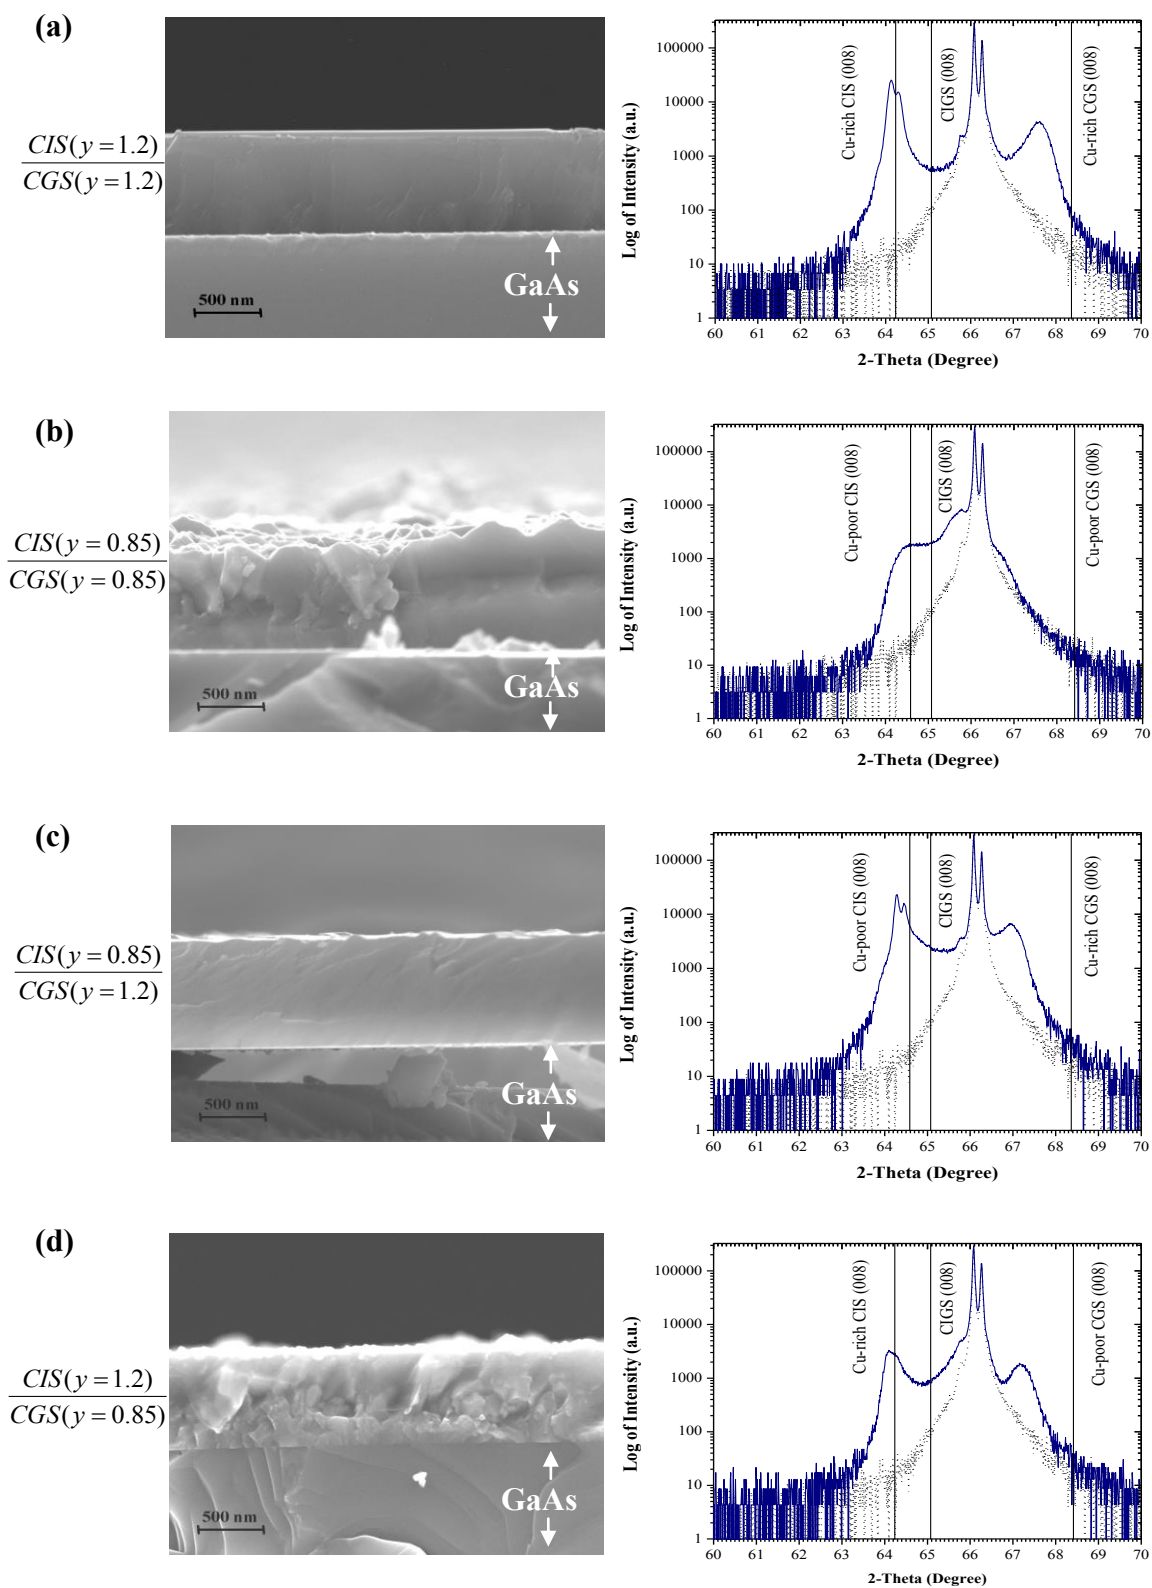 (a)
CIS(y = 1.2)
CGS(y = 1.2)
GaAs
500 nm
Log of Intensity (a.u.)
100000
10000
1000
100
10
1
Cu-rich CIS (008)
CIGS (008)
Cu-rich CGS (008)
60 61 62 63 64 65 66 67 68 69 70
2-Theta (Degree)
(b)
CIS(y = 0.85)
CGS(y = 0.85)
GaAs
500 nm
Log of Intensity (a.u.)
100000
10000
1000
100
10
1
Cu-poor CIS (008)
CIGS (008)
Cu-poor CGS (008)
60 61 62 63 64 65 66 67 68 69 70
2-Theta (Degree)
(c)
CIS(y = 0.85)
CGS(y = 1.2)
GaAs
500 nm
Log of Intensity (a.u.)
100000
10000
1000
100
10
1
Cu-poor CIS (008)
CIGS (008)
Cu-rich CGS (008)
60 61 62 63 64 65 66 67 68 69 70
2-Theta (Degree)
(d)
CIS(y = 1.2)
CGS(y = 0.85)
GaAs
500 nm
Log of Intensity (a.u.)
100000
10000
1000
100
10
1
Cu-rich CIS (008)
CIGS (008)
Cu-poor CGS (008)
60 61 62 63 64 65 66 67 68 69 70
2-Theta (Degree)